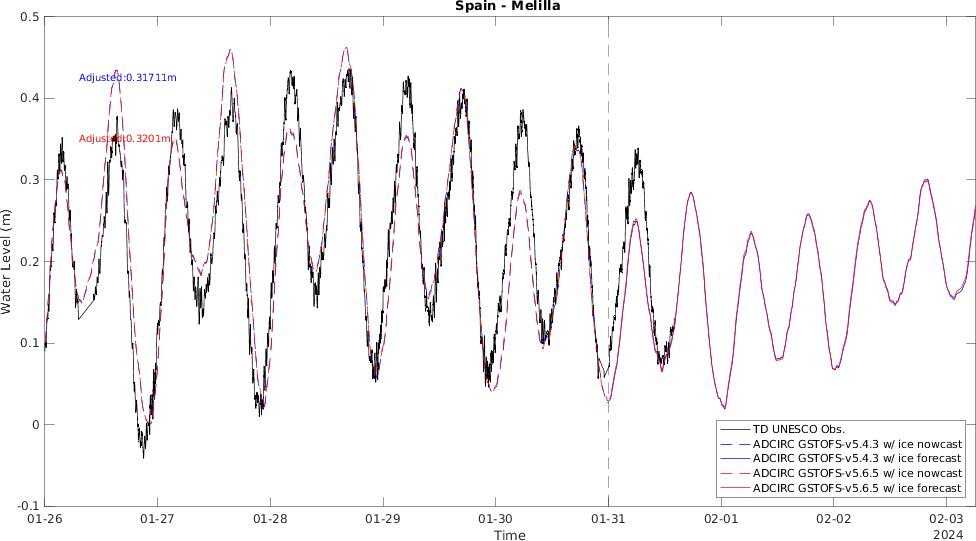 Spain - Melilla
0.5
0.4
0.3
0.2
0.1
0
-0.1
Water Level (m)
Adjusted:0.31711m
Adjusted:0.3201m
TD UNESCO Obs.
ADCIRC GSTOFS-v5.4.3 w/ ice nowcast
ADCIRC GSTOFS-v5.4.3 w/ ice forecast
ADCIRC GSTOFS-v5.6.5 w/ ice nowcast
ADCIRC GSTOFS-v5.6.5 w/ ice forecast
01-26 01-27 01-28 01-29 01-30 01-31 02-01 02-02 02-03
Time 2024